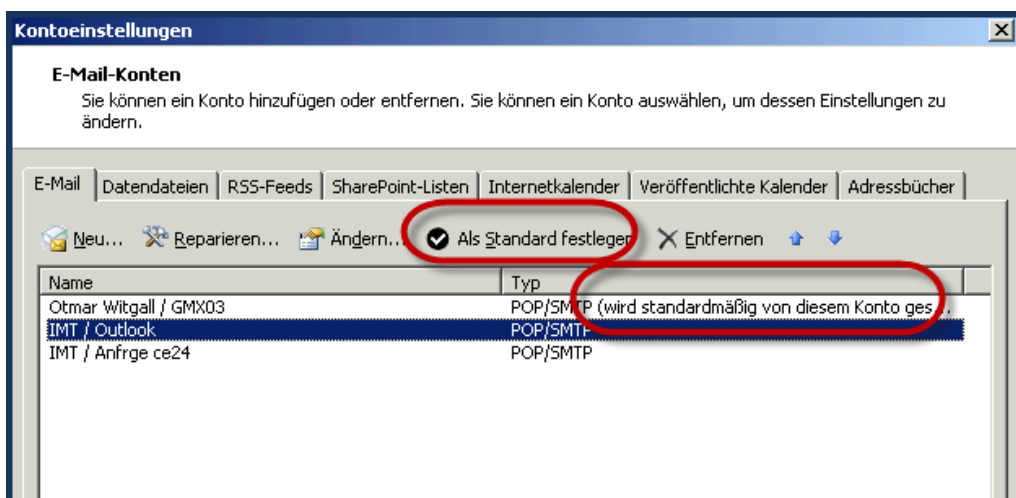 Kontoeinstellungen
E-Mail-Konten
Sie können ein Konto hinzufügen oder entfernen. Sie können ein Konto auswählen, um dessen Einstellungen zu
ändern.
E-Mail Datendateien RSS-Feeds SharePoint-Listen Internetkalender Veröffentlichte Kalender Adressbücher
Neu... Reparieren... Ändern... Als Standard festlegen Entfernen
Name Typ
Otmar Witgall / GMX03 POP/SMTP (wird standardmäßig von diesem Konto ges...
IMT / Outlook POP/SMTP
IMT / Anfrge ce24 POP/SMTP